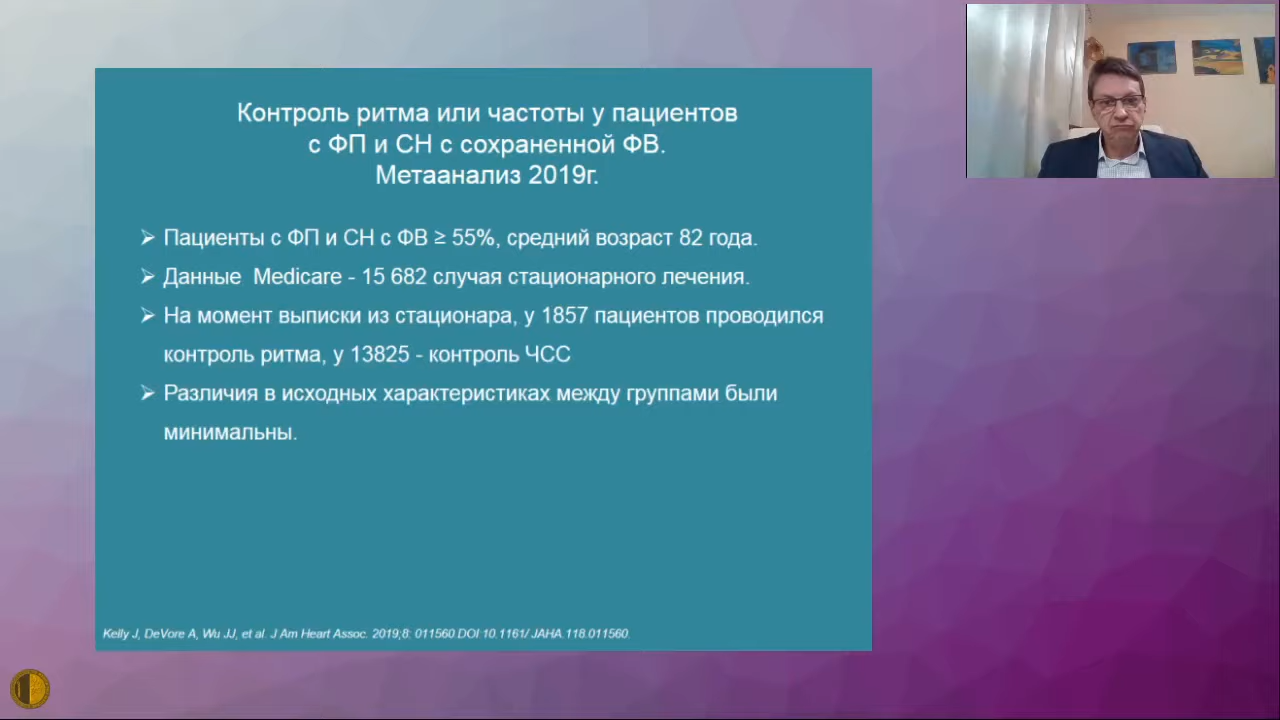 Контроль ритма или частоты у пациентов
с ФП и СН с сохраненной ФВ.
Метаанализ 2019г.
➢ Пациенты с ФП и СН с ФВ ≥ 55%, средний возраст 82 года.
➢ Данные Medicare - 15 682 случая стационарного лечения.
➢ На момент выписки из стационара, у 1857 пациентов проводился
контроль ритма, у 13825 - контроль ЧСС
➢ Различия в исходных характеристиках между группами были
минимальны.
Kelly J, DeVore A, Wu JJ, et al. J Am Heart Assoc. 2019;8: 011560.DOI 10.1161/ JAHA.118.011560.